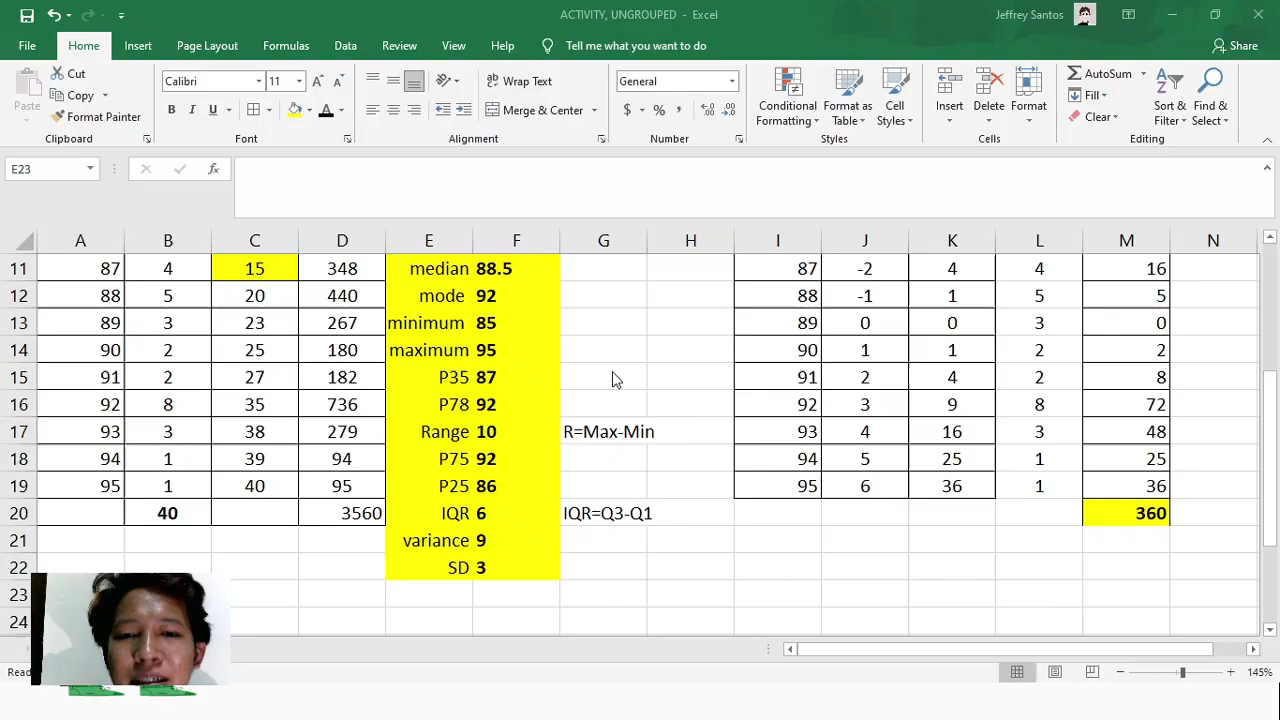 ACTIVITY, UNGROUPED - Excel
Jeffrey Santos
File Home Insert Page Layout Formulas Data Review View Help Tell me what you want to do Share
Paste
Cut
Copy
Format Painter
Clipboard
Calibri 11
B I U A
Font
Wrap Text
Merge & Center
Alignment
General
$ % ,
Number
Conditional Formatting
Format as Table
Cell Styles
Styles
Insert Delete Format
Cells
AutoSum
Fill
Clear
Sort & Filter
Find & Select
Editing
E23 fx
A B C D E F G H I J K L M N
11 87 4 15 348 median 88.5 87 -2 4 4 16
12 88 5 20 440 mode 92 88 -1 1 5 5
13 89 3 23 267 minimum 85 89 0 0 3 0
14 90 2 25 180 maximum 95 90 1 1 2 2
15 91 2 27 182 P35 87 91 2 4 2 8
16 92 8 35 736 P78 92 92 3 9 8 72
17 93 3 38 279 Range 10 R=Max-Min 93 4 16 3 48
18 94 1 39 94 P75 92 94 5 25 1 25
19 95 1 40 95 P25 86 95 6 36 1 36
20 40 3560 IQR 6 IQR=Q3-Q1 360
21 variance 9
22 SD 3
23
24
145%